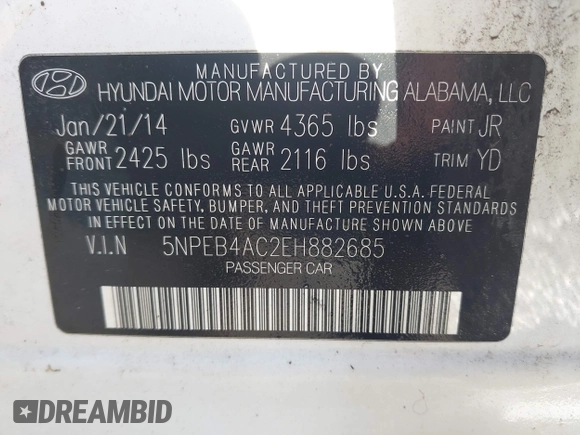 MANUFACTURED BY
HYUNDAI MOTOR MANUFACTURING ALABAMA, LLC
Jan/21/14 GVWR 4365 lbs PAINT JR
GAWR FRONT 2425 lbs GAWR REAR 2116 lbs TRIM YD
THIS VEHICLE CONFORMS TO ALL APPLICABLE U.S.A. FEDERAL
MOTOR VEHICLE SAFETY, BUMPER, AND THEFT PREVENTION STANDARDS
IN EFFECT ON THE DATE OF MANUFACTURE SHOWN ABOVE.
V.I.N 5NPEB4AC2EH882685
PASSENGER CAR
DREAMBID